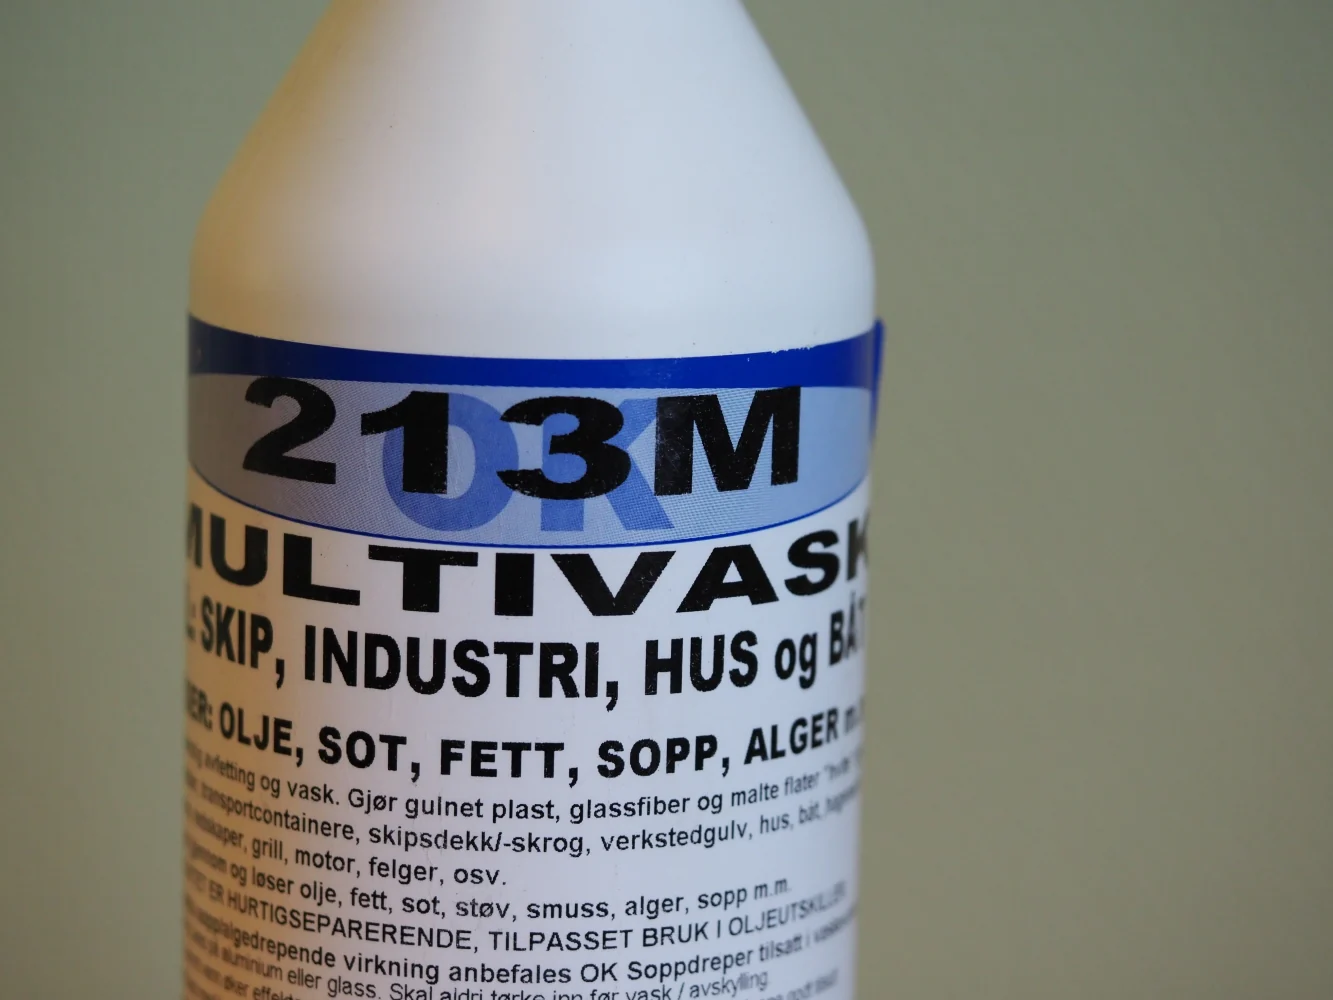 OK
213M
MULTIVASK
SKIP, INDUSTRI, HUS og BÅT
OLJE, SOT, FETT, SOPP, ALGER
avfetting og vask. Gjør gulnet plast, glassfiber og malte flater
transportcontainere, skipsdekk/-skrog, verkstedgulv, hus, båt,
grill, motor, felger, osv.
og løser olje, fett, sot, støv, smuss, alger, sopp m.m.
ER HURTIGSEPARERENDE, TILPASSET BRUK I OLJEUTSKILLER
virkning anbefales OK Soppdreper tilsatt i
aluminium eller glass. Skal aldri tørke inn før vask / avskylling